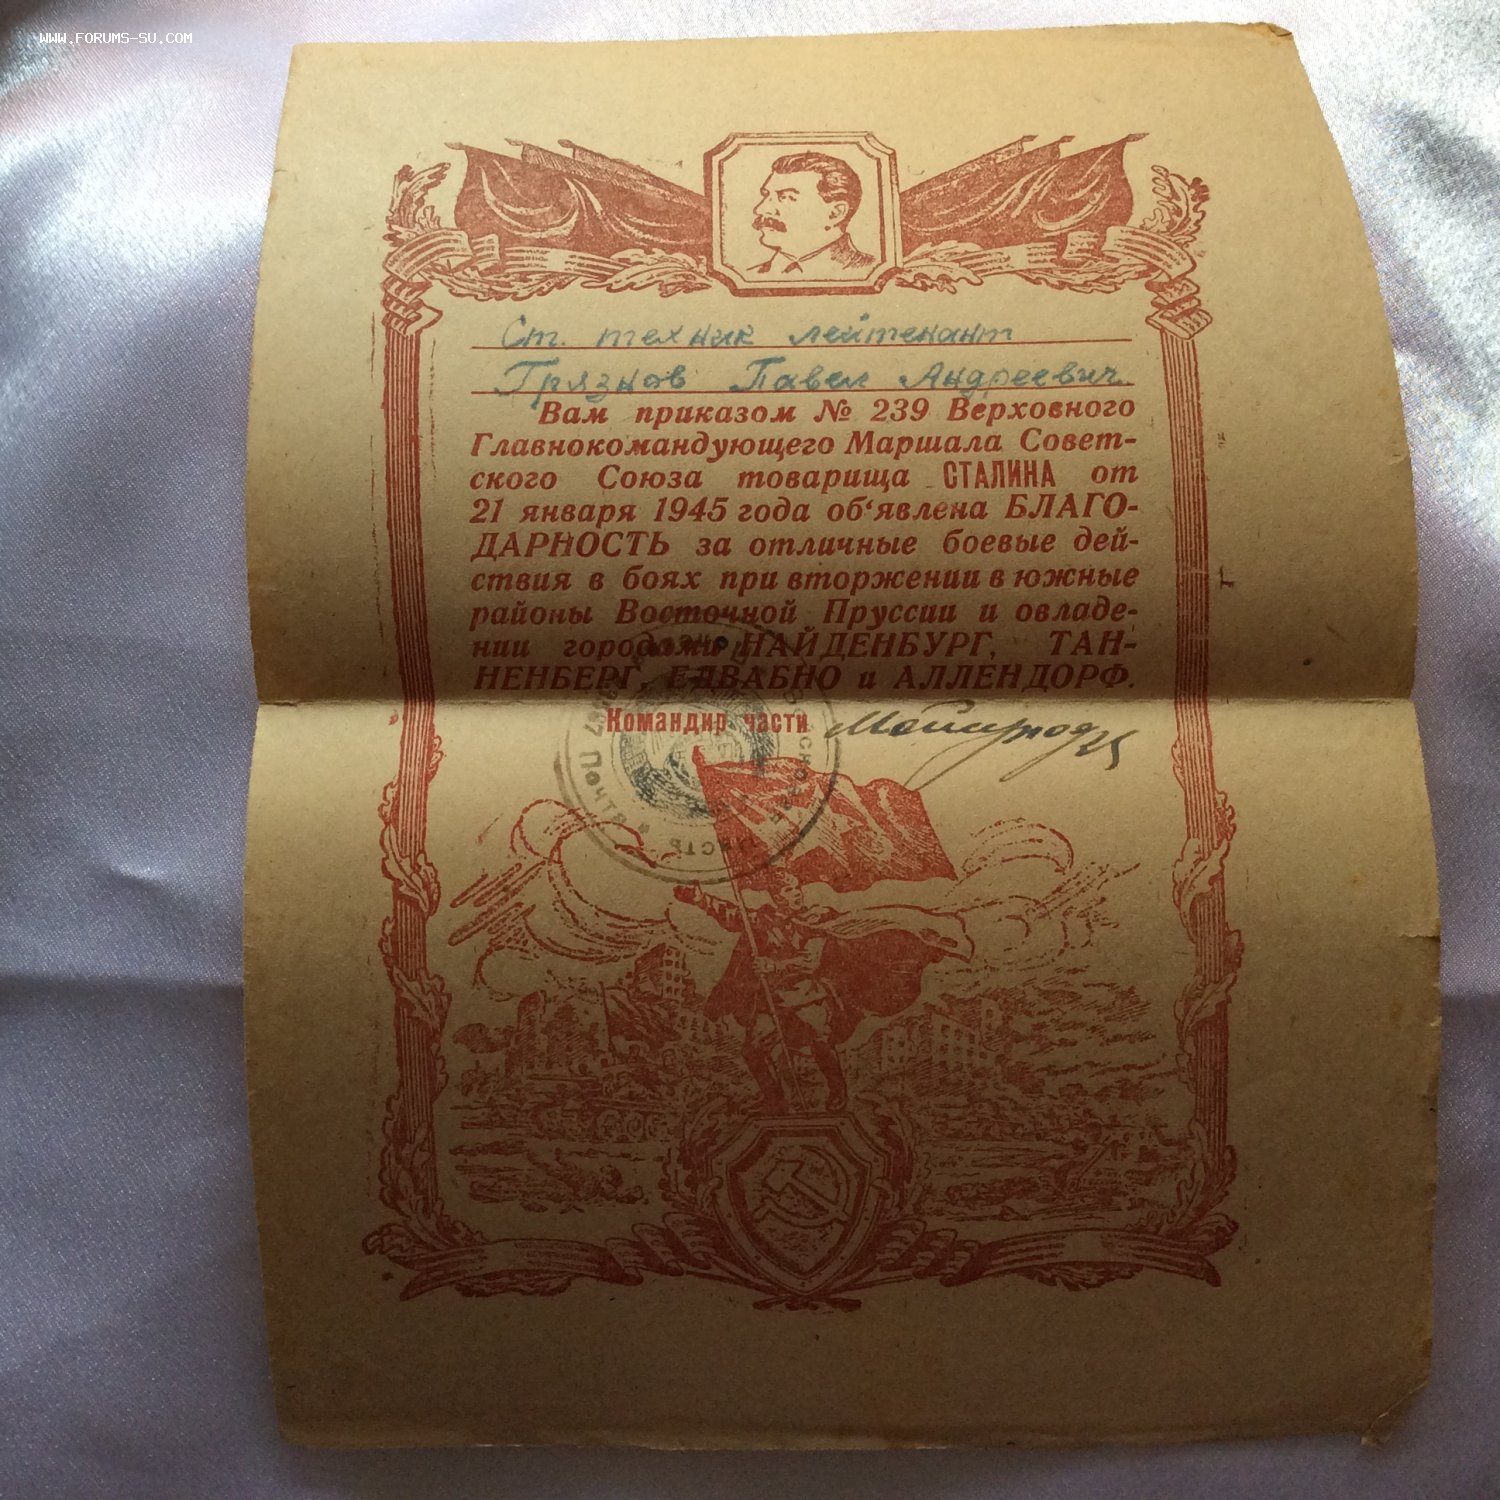 WWW.FORUMS-SU.COM
Ст. техник лейтенант
Грязнов Павел Андреевич
Вам приказом № 239 Верховного
Главнокомандующего Маршала Совет-
ского Союза товарища СТАЛИНА от
21 января 1945 года об‘явлена БЛАГО-
ДАРНОСТЬ за отличные боевые дей-
ствия в боях при вторжении в южные
районы Восточной Пруссии и овладе-
нии городами НАЙДЕНБУРГ, ТАН-
НЕНБЕРГ, ЕДВАБНО и АЛЛЕНДОРФ.
Командир части
Почта